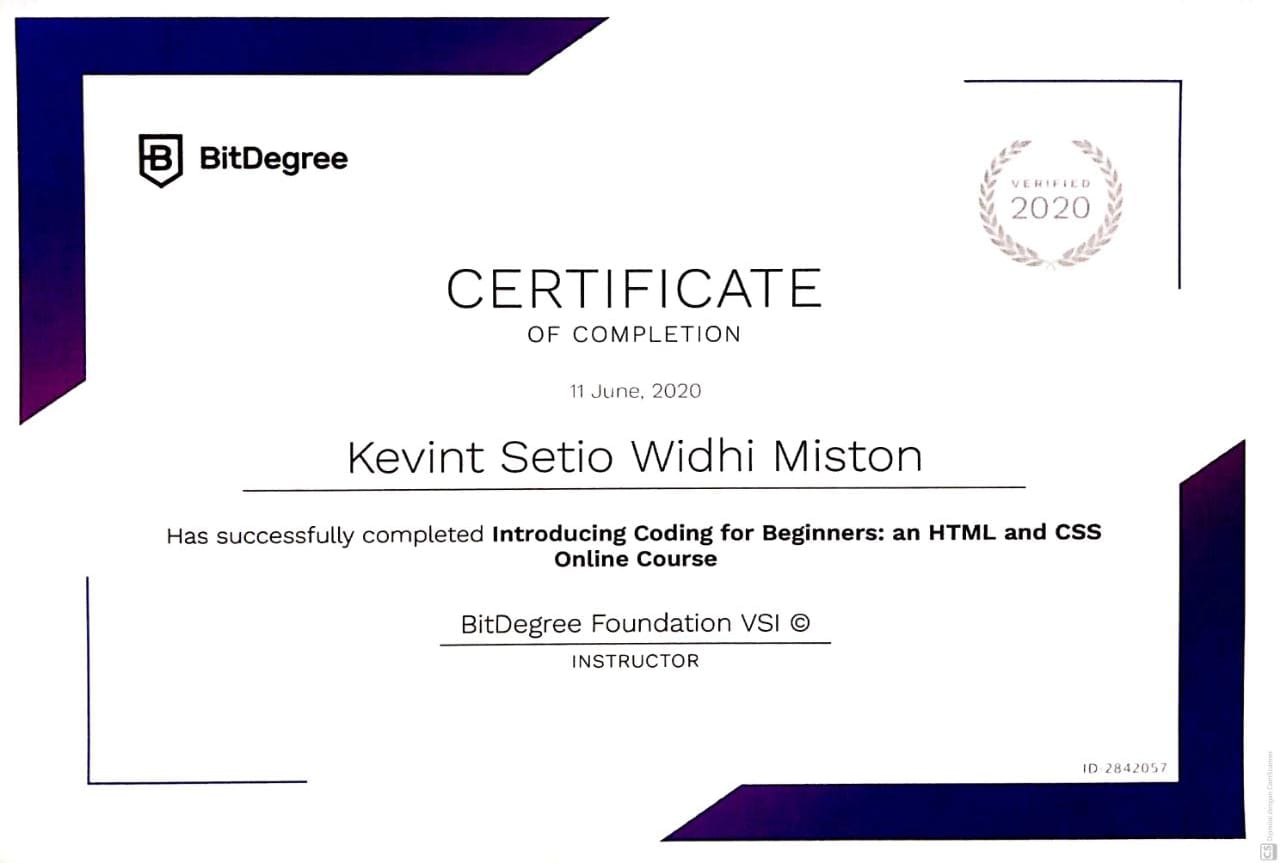 BitDegree
VERIFIED
2020
CERTIFICATE
OF COMPLETION
11 June, 2020
Kevint Setio Widhi Miston
Has successfully completed Introducing Coding for Beginners: an HTML and CSS
Online Course
BitDegree Foundation VSI ©
INSTRUCTOR
ID-2842057
CS Dipindai dengan CamScanner